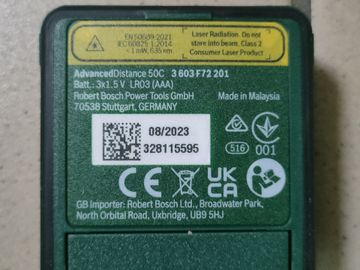 EN 50689:2021
IEC 60825-1:2014
< 1 mW, 635 nm
Laser Radiation. Do not
stare into beam, Class 2
Consumer Laser Product
AdvancedDistance 50C 3 603 F72 201
Batt.: 3x1.5 V LR03 (AAA)
Robert Bosch Power Tools GmbH
70538 Stuttgart, GERMANY
Made in Malaysia
08/2023
328115595
516
001
CE
UK
CA
GB Importer: Robert Bosch Ltd., Broadwater Park,
North Orbital Road, Uxbridge, UB9 5HJ